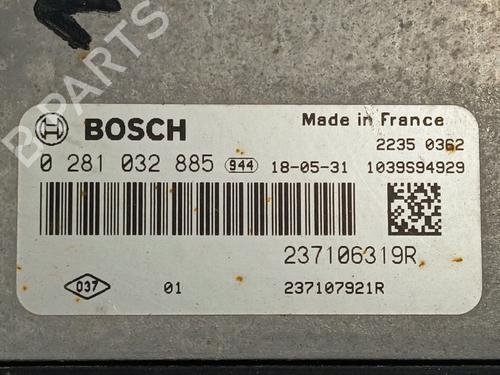 B-PARTS
BOSCH
Made in France
2235 0362
0 281 032 885 944 18-05-31 1039S94929
237106319R
037 01 237107921R